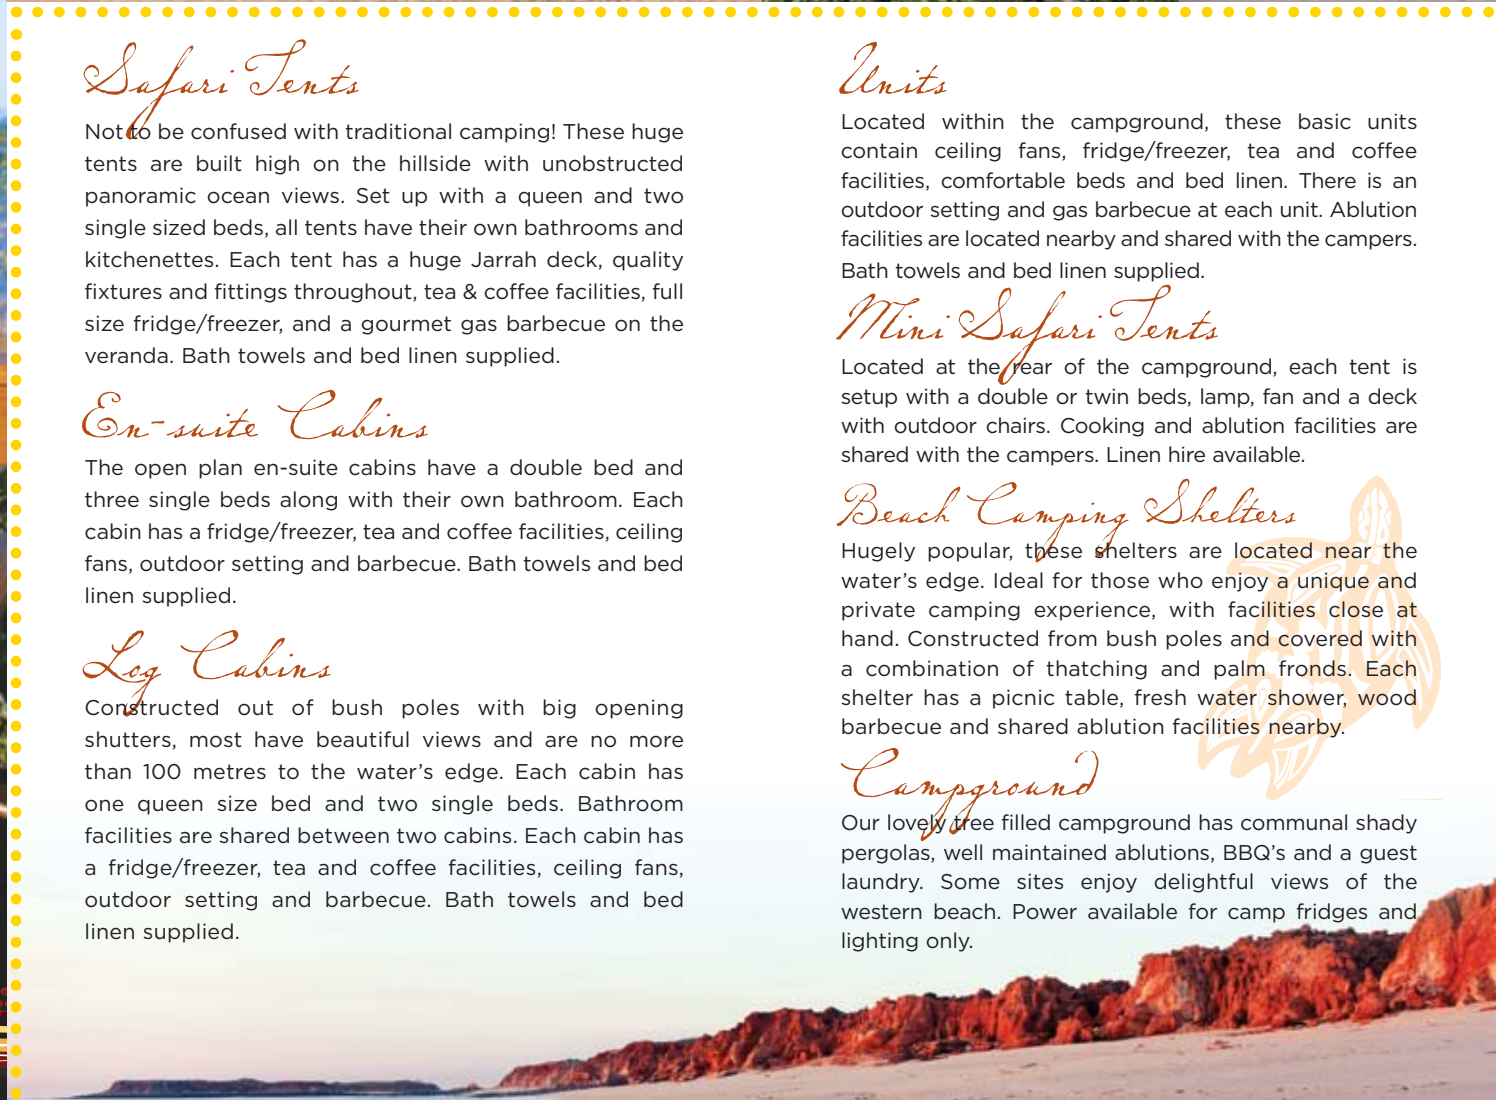 Safari Tents
Not to be confused with traditional camping! These huge
tents are built high on the hillside with unobstructed
panoramic ocean views. Set up with a queen and two
single sized beds, all tents have their own bathrooms and
kitchenettes. Each tent has a huge Jarrah deck, quality
fixtures and fittings throughout, tea & coffee facilities, full
size fridge/freezer, and a gourmet gas barbecue on the
veranda. Bath towels and bed linen supplied.
En-suite Cabins
The open plan en-suite cabins have a double bed and
three single beds along with their own bathroom. Each
cabin has a fridge/freezer, tea and coffee facilities, ceiling
fans, outdoor setting and barbecue. Bath towels and bed
linen supplied.
Log Cabins
Constructed out of bush poles with big opening
shutters, most have beautiful views and are no more
than 100 metres to the water's edge. Each cabin has
one queen size bed and two single beds. Bathroom
facilities are shared between two cabins. Each cabin has
a fridge/freezer, tea and coffee facilities, ceiling fans,
outdoor setting and barbecue. Bath towels and bed
linen supplied.
Units
Located within the campground, these basic units
contain ceiling fans, fridge/freezer, tea and coffee
facilities, comfortable beds and bed linen. There is an
outdoor setting and gas barbecue at each unit. Ablution
facilities are located nearby and shared with the campers.
Bath towels and bed linen supplied.
Mini Safari Tents
Located at the rear of the campground, each tent is
setup with a double or twin beds, lamp, fan and a deck
with outdoor chairs. Cooking and ablution facilities are
shared with the campers. Linen hire available.
Beach Camping Shelters
Hugely popular, these shelters are located near the
water's edge. Ideal for those who enjoy a unique and
private camping experience, with facilities close at
hand. Constructed from bush poles and covered with
a combination of thatching and palm fronds. Each
shelter has a picnic table, fresh water shower, wood
barbecue and shared ablution facilities nearby.
Campground
Our lovely tree filled campground has communal shady
pergolas, well maintained ablutions, BBQ's and a guest
laundry. Some sites enjoy delightful views of the
western beach. Power available for camp fridges and
lighting only.